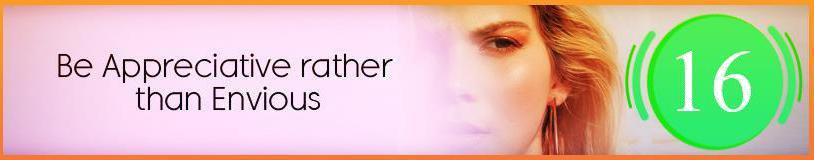 Be Appreciative rather
than Envious
16